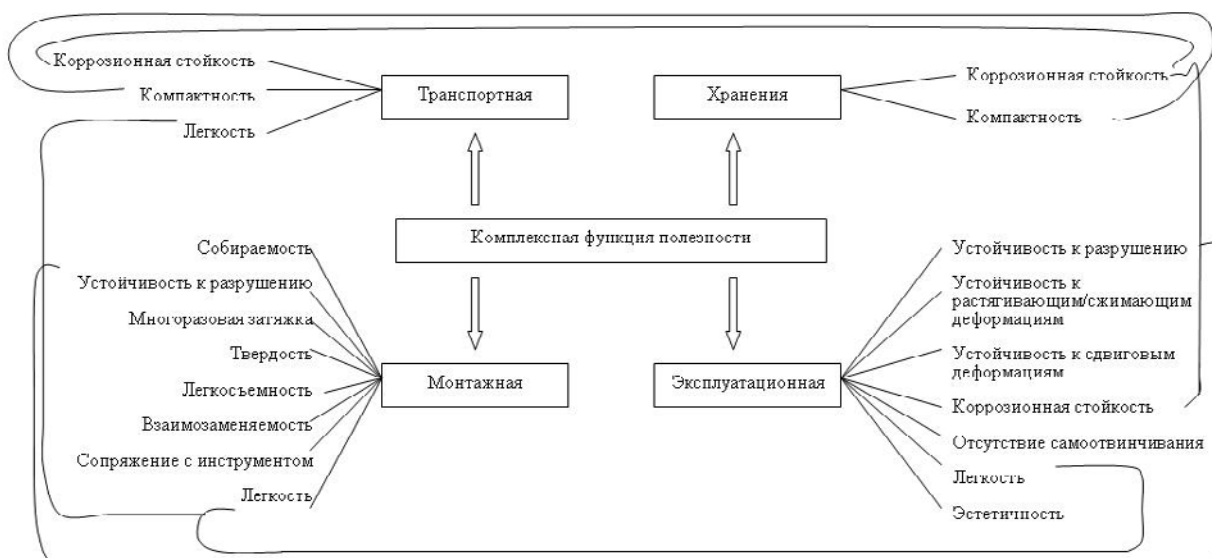 Коррозионная стойкость
Компактность
Легкость
Транспортная
Хранения
Коррозионная стойкость
Компактность
Комплексная функция полезности
Собираемость
Устойчивость к разрушению
Многоразовая затяжка
Твердость
Легкосъемность
Взаимозаменяемость
Сопряжение с инструментом
Легкость
Монтажная
Эксплуатационная
Устойчивость к разрушению
Устойчивость к
растягивающим/сжимающим
деформациям
Устойчивость к сдвиговым
деформациям
Коррозионная стойкость
Отсутствие самоотвинчивания
Легкость
Эстетичность